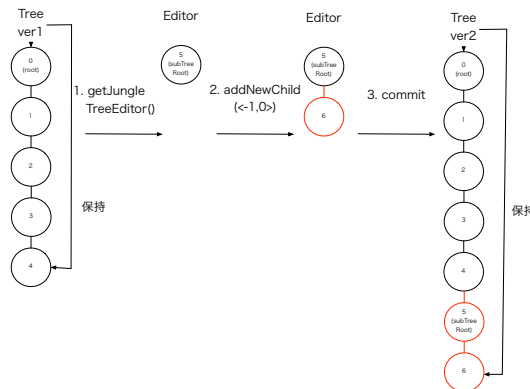 Tree
ver1
0
(root)
1
2
3
4
保持
1. getJungle
TreeEditor()
Editor
5
(subTree
Root)
2. addNewChild
(<-1,0>)
Editor
5
(subTree
Root)
6
3. commit
Tree
ver2
0
(root)
1
2
3
4
5
(subTree
Root)
6
保持